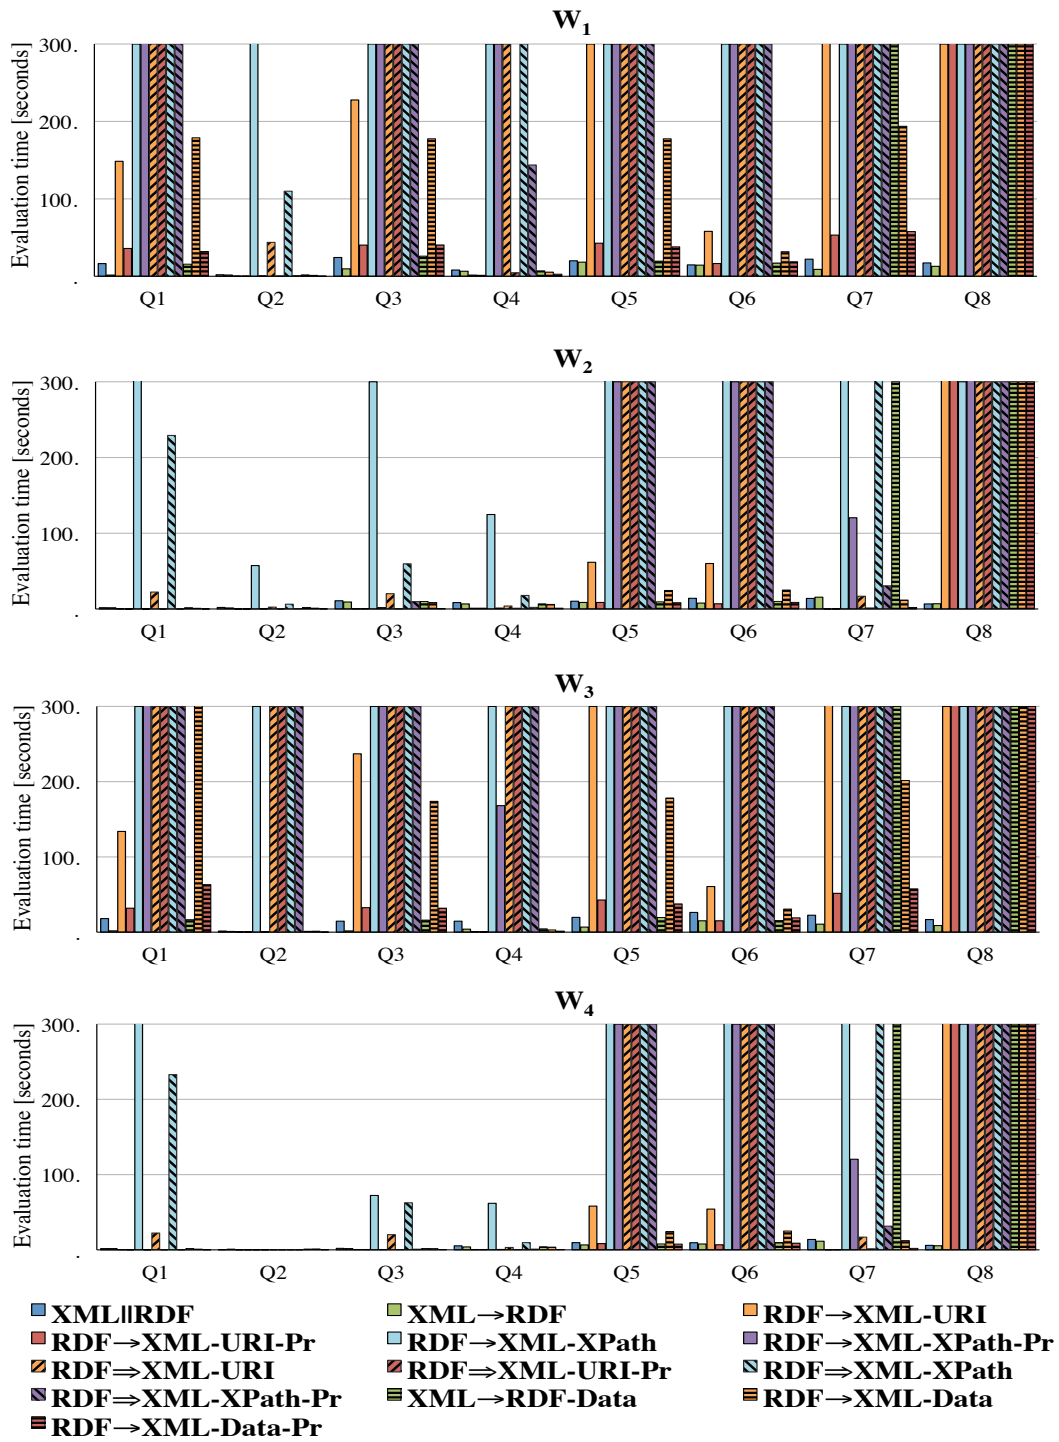 W1
Evaluation time [seconds]
300.
200.
100.
.
Q1 Q2 Q3 Q4 Q5 Q6 Q7 Q8
W2
Evaluation time [seconds]
300.
200.
100.
.
Q1 Q2 Q3 Q4 Q5 Q6 Q7 Q8
W3
Evaluation time [seconds]
300.
200.
100.
.
Q1 Q2 Q3 Q4 Q5 Q6 Q7 Q8
W4
Evaluation time [seconds]
300.
200.
100.
.
Q1 Q2 Q3 Q4 Q5 Q6 Q7 Q8
XML||RDF XML→RDF RDF→XML-URI
RDF→XML-URI-Pr RDF→XML-XPath RDF→XML-XPath-Pr
RDF⇒XML-URI RDF⇒XML-URI-Pr RDF⇒XML-XPath
RDF⇒XML-XPath-Pr XML→RDF-Data RDF→XML-Data
RDF→XML-Data-Pr